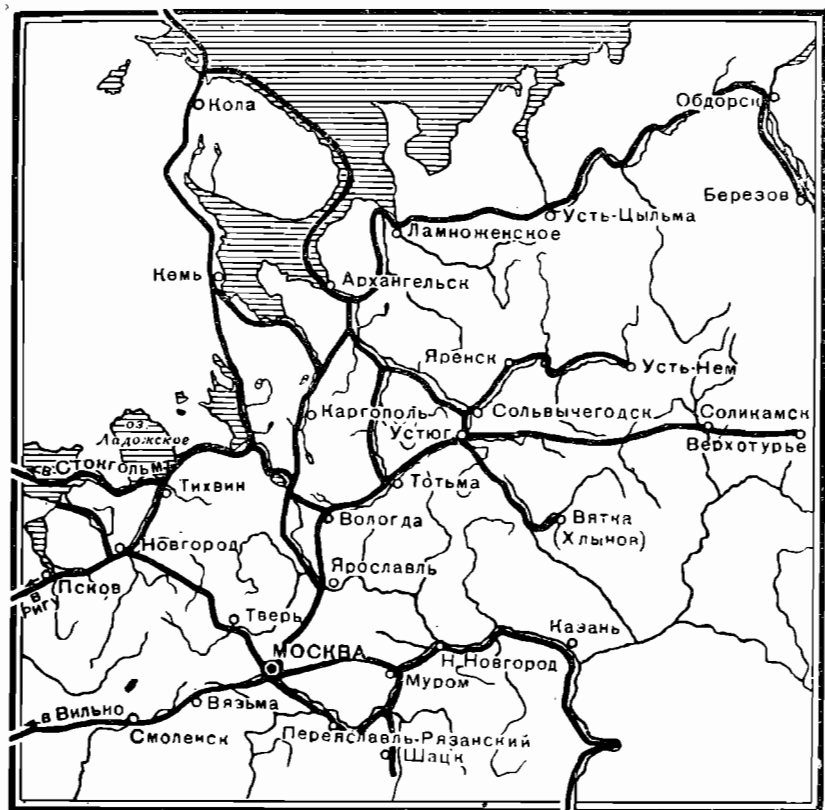 Кола
Обдорск
Березов
Усть-Цыльма
Ламноженское
Кемь
Архангельск
Яренск
Усть-Нем
оз.
Ладожское
Каргополь
Сольвычегодск
Соликамск
Устюг
Верхотурье
в Стокгольм
Тихвин
Тотьма
Вологда
Вятка
(Хлынов)
Новгород
Псков
в
Ригу
Ярославль
Тверь
МОСКВА
Казань
Н.Новгород
Муром
Вязьма
в Вильно
Смоленск
Переяславль-Рязанский
Шацк